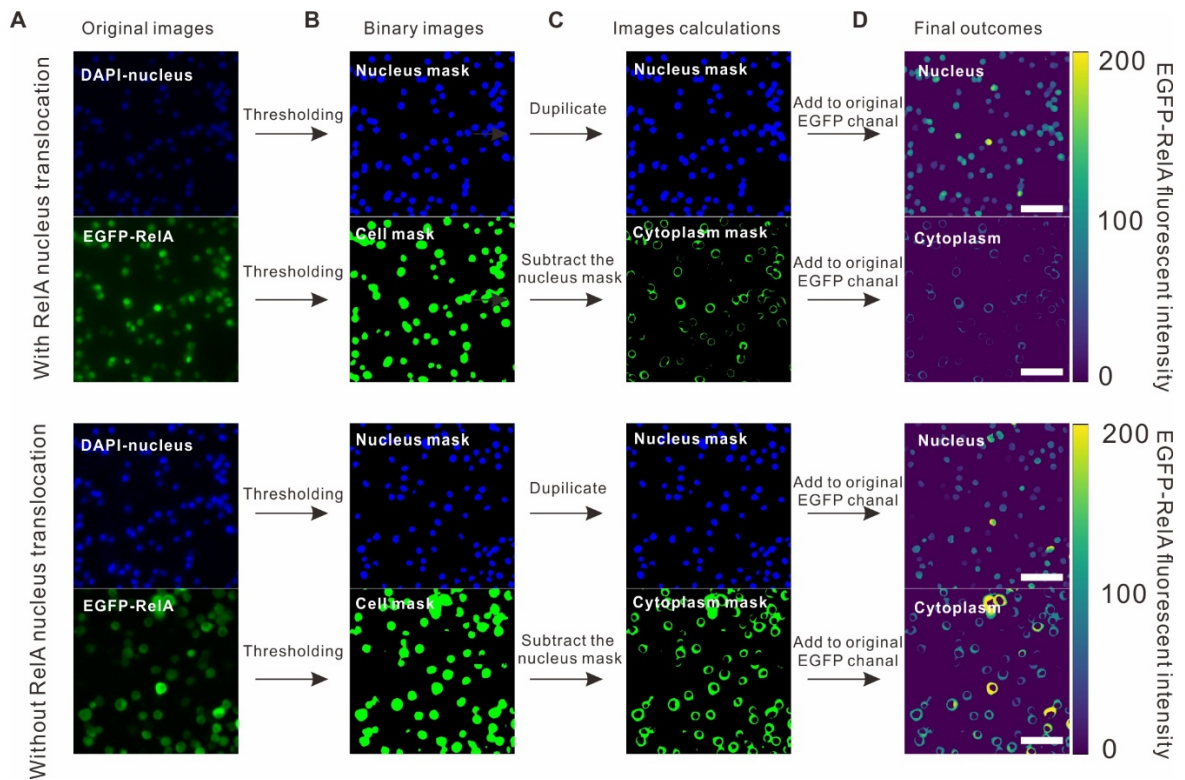 A
B
C
D
Original images
Binary images
Images calculations
Final outcomes
With RelA nucleus translocation
DAPI-nucleus
Thresholding
Nucleus mask
Dupilicate
Nucleus mask
Add to original
EGFP chanal
Nucleus
200
100
0
EGFP-RelA fluorescent intensity
EGFP-RelA
Thresholding
Cell mask
Subtract the
nucleus mask
Cytoplasm mask
Add to original
EGFP chanal
Cytoplasm
Without RelA nucleus translocation
DAPI-nucleus
Thresholding
Nucleus mask
Dupilicate
Nucleus mask
Add to original
EGFP chanal
Nucleus
200
100
0
EGFP-RelA fluorescent intensity
EGFP-RelA
Thresholding
Cell mask
Subtract the
nucleus mask
Cytoplasm mask
Add to original
EGFP chanal
Cytoplasm